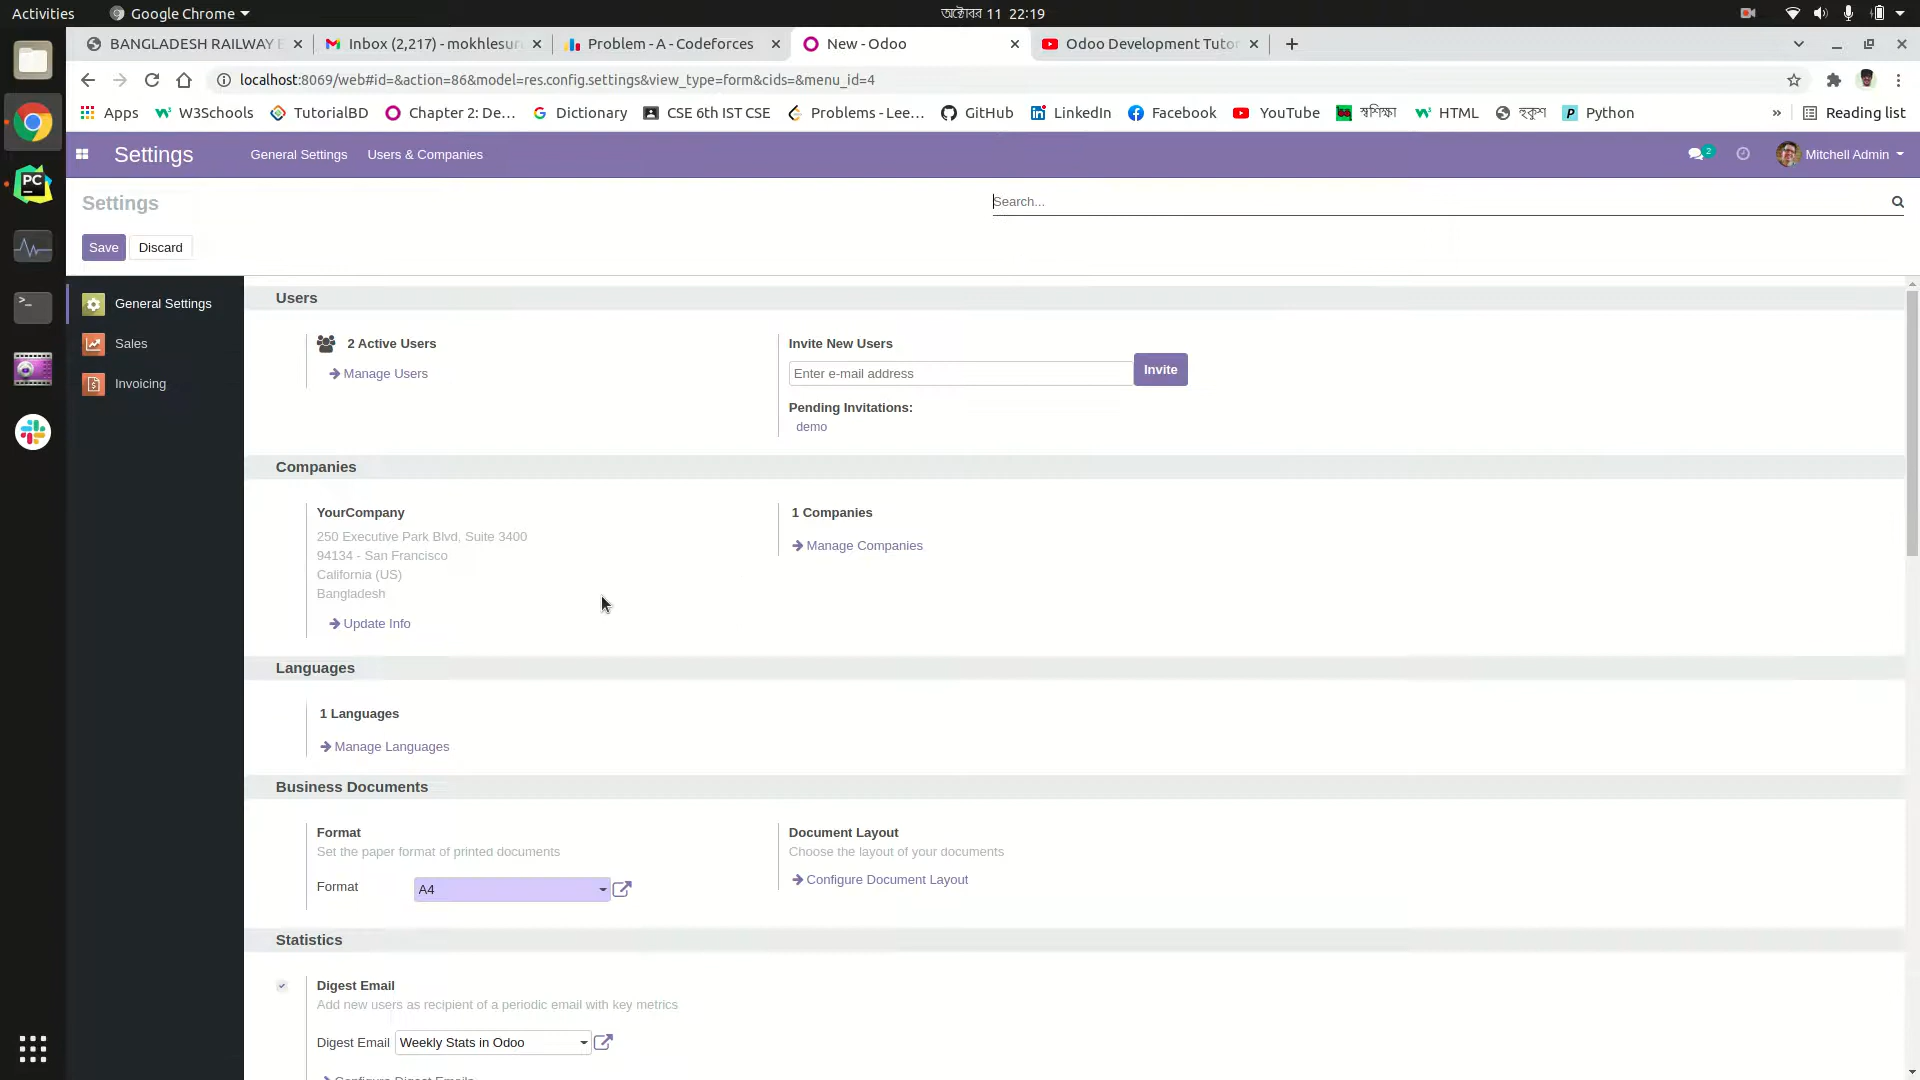 Activities
Google Chrome
অক্টোবর 11 22:19
BANGLADESH RAILWAY E
Inbox (2,217) - mokhlesur
Problem - A - Codeforces
New - Odoo
Odoo Development Tutor
localhost:8069/web#id=&action=86&model=res.config.settings&view_type=form&cids=&menu_id=4
Apps
W3Schools
TutorialBD
Chapter 2: De...
Dictionary
CSE 6th IST CSE
Problems - Lee...
GitHub
LinkedIn
Facebook
YouTube
স্বশিক্ষা
HTML
হুকুশ
Python
»
Reading list
Settings
General Settings
Users & Companies
2
Mitchell Admin
Settings
Search...
Save
Discard
General Settings
Sales
Invoicing
Users
2 Active Users
Manage Users
Invite New Users
Enter e-mail address
Invite
Pending Invitations:
demo
Companies
YourCompany
250 Executive Park Blvd, Suite 3400
94134 - San Francisco
California (US)
Bangladesh
Update Info
1 Companies
Manage Companies
Languages
1 Languages
Manage Languages
Business Documents
Format
Set the paper format of printed documents
Format
A4
Document Layout
Choose the layout of your documents
Configure Document Layout
Statistics
Digest Email
Add new users as recipient of a periodic email with key metrics
Digest Email
Weekly Stats in Odoo
Configure Digest Emails